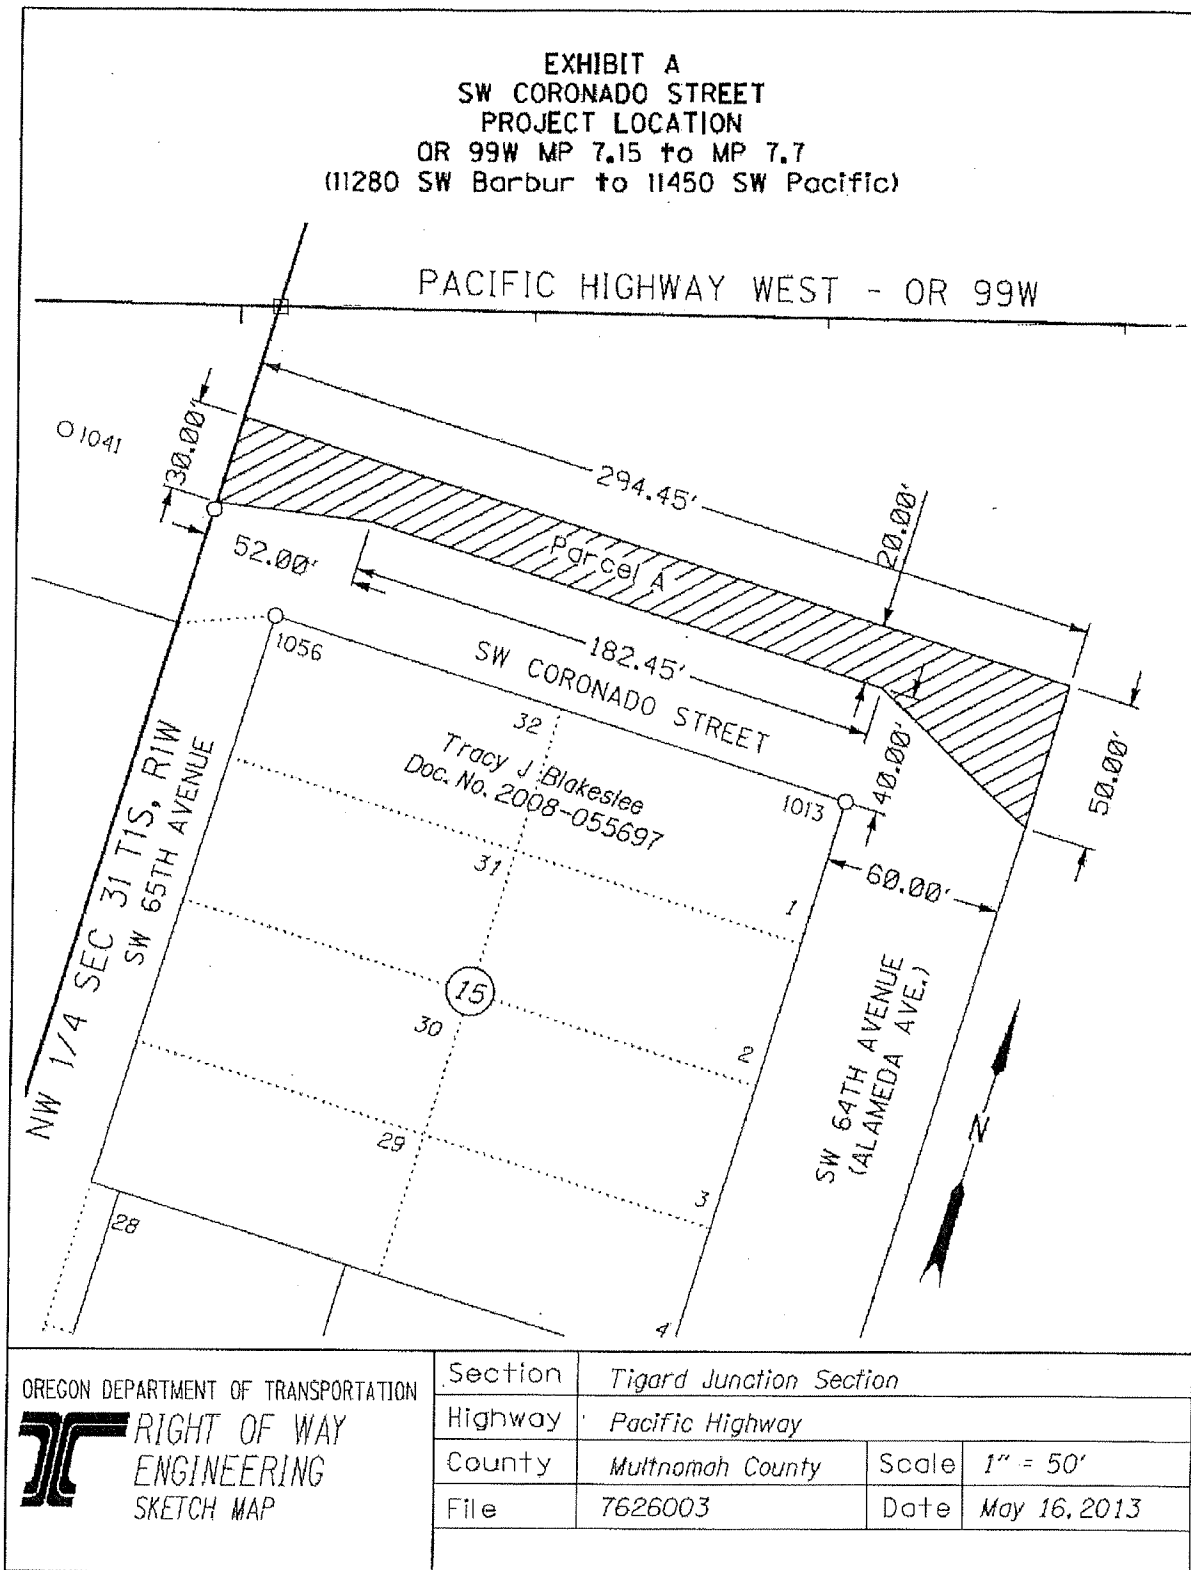 EXHIBIT A
SW CORONADO STREET
PROJECT LOCATION
OR 99W MP 7.15 to MP 7.7
(11280 SW Barbur to 11450 SW Pacific)
PACIFIC HIGHWAY WEST - OR 99W
1041
30.00'
294.45'
20.00'
52.00'
Parcel A
182.45'
1056
SW CORONADO STREET
32
Tracy J Blakeslee
Doc. No. 2008-055697
1013
40.00'
50.00'
60.00'
31
1
NW 1/4 SEC 31 T1S, R1W
SW 65TH AVENUE
15
30
2
SW 64TH AVENUE
(ALAMEDA AVE.)
N
29
3
28
4
OREGON DEPARTMENT OF TRANSPORTATION
RIGHT OF WAY
ENGINEERING
SKETCH MAP
Section Tigard Junction Section
Highway Pacific Highway
County Multnomah County Scale 1" = 50'
File 7626003 Date May 16, 2013